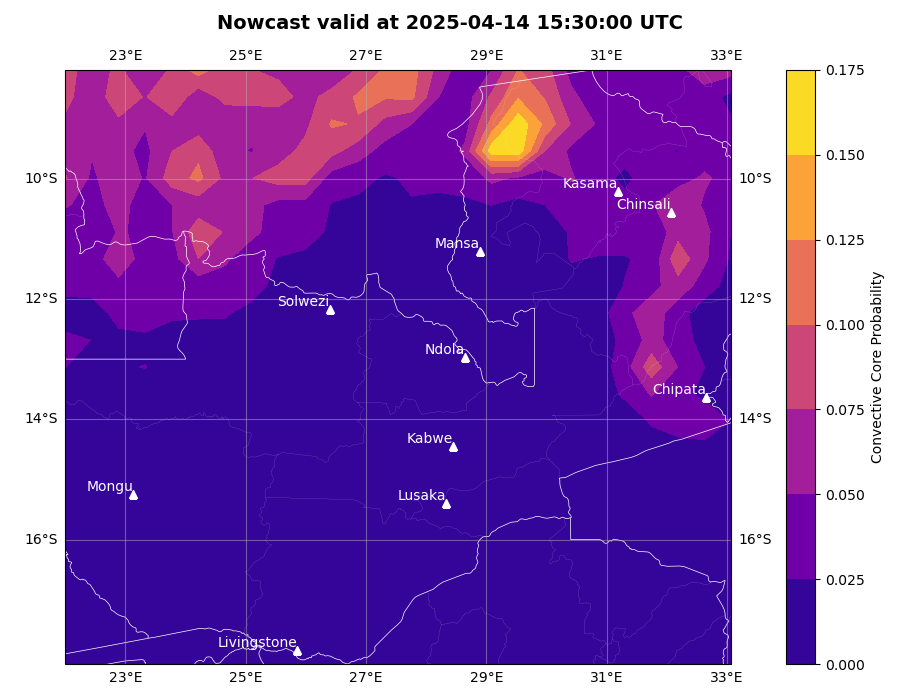 Nowcast valid at 2025-04-14 15:30:00 UTC
23°E 25°E 27°E 29°E 31°E 33°E
0.175
0.150
10°S Kasama 10°S
Chinsali
0.125
Mansa
12°S Solwezi 12°S
0.100
Ndola
Chipata
0.075
14°S 14°S
Kabwe
Mongu Lusaka
0.050
16°S 16°S
0.025
Livingstone
0.000
23°E 25°E 27°E 29°E 31°E 33°E
Convective Core Probability